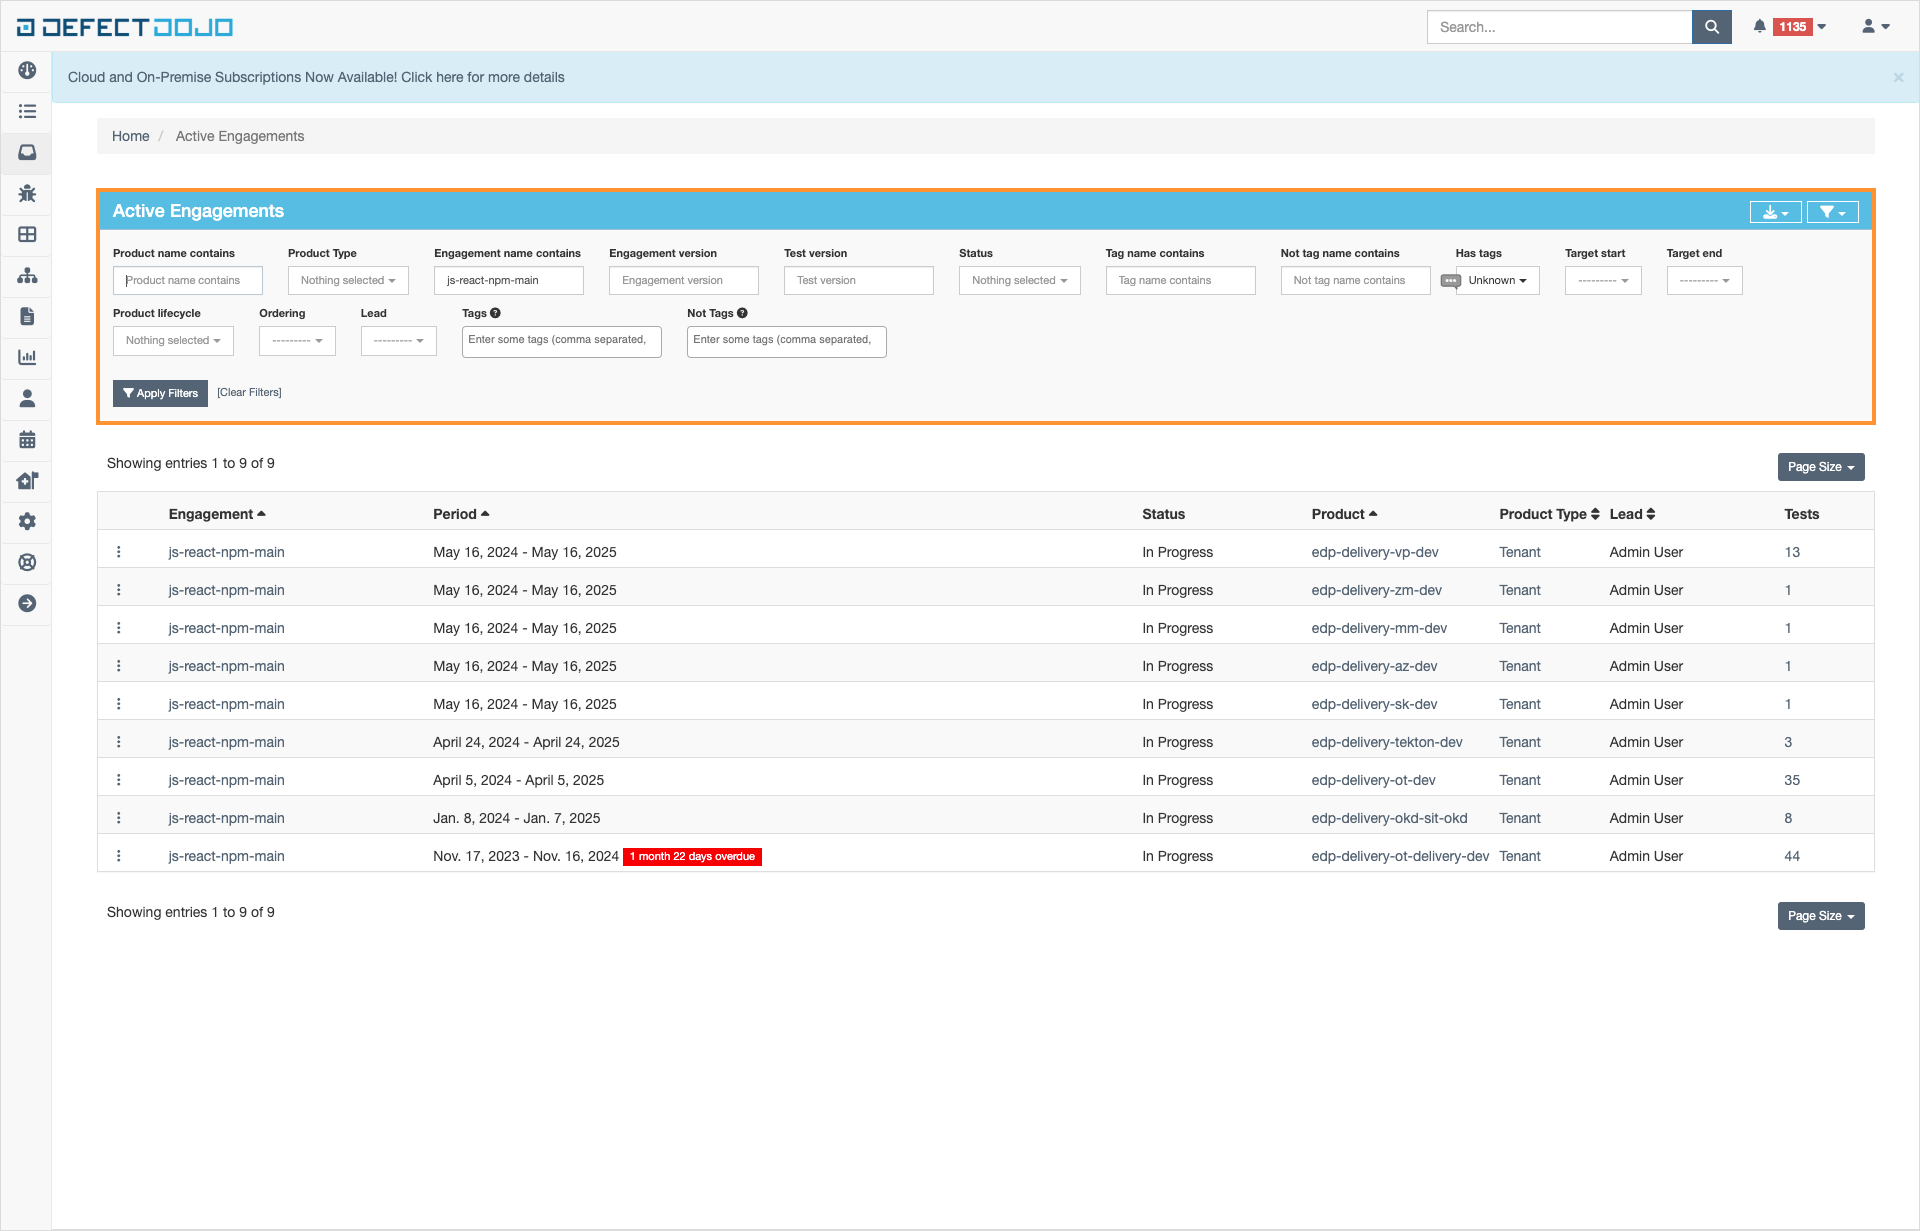 DEFECTDOJO
Search...
1135
Cloud and On-Premise Subscriptions Now Available! Click here for more details
×
Home / Active Engagements
Active Engagements
Product name contains Product Type Engagement name contains Engagement version Test version Status Tag name contains Not tag name contains Has tags Target start Target end
Product name contains Nothing selected js-react-npm-main Engagement version Test version Nothing selected Tag name contains Not tag name contains Unknown --------- ---------
Product lifecycle Ordering Lead Tags Not Tags
Nothing selected --------- --------- Enter some tags (comma separated, Enter some tags (comma separated,
Apply Filters [Clear Filters]
Showing entries 1 to 9 of 9
Page Size
Engagement Period Status Product Product Type Lead Tests
js-react-npm-main May 16, 2024 - May 16, 2025 In Progress edp-delivery-vp-dev Tenant Admin User 13
js-react-npm-main May 16, 2024 - May 16, 2025 In Progress edp-delivery-zm-dev Tenant Admin User 1
js-react-npm-main May 16, 2024 - May 16, 2025 In Progress edp-delivery-mm-dev Tenant Admin User 1
js-react-npm-main May 16, 2024 - May 16, 2025 In Progress edp-delivery-az-dev Tenant Admin User 1
js-react-npm-main May 16, 2024 - May 16, 2025 In Progress edp-delivery-sk-dev Tenant Admin User 1
js-react-npm-main April 24, 2024 - April 24, 2025 In Progress edp-delivery-tekton-dev Tenant Admin User 3
js-react-npm-main April 5, 2024 - April 5, 2025 In Progress edp-delivery-ot-dev Tenant Admin User 35
js-react-npm-main Jan. 8, 2024 - Jan. 7, 2025 In Progress edp-delivery-okd-sit-okd Tenant Admin User 8
js-react-npm-main Nov. 17, 2023 - Nov. 16, 2024 1 month 22 days overdue In Progress edp-delivery-ot-delivery-dev Tenant Admin User 44
Showing entries 1 to 9 of 9
Page Size